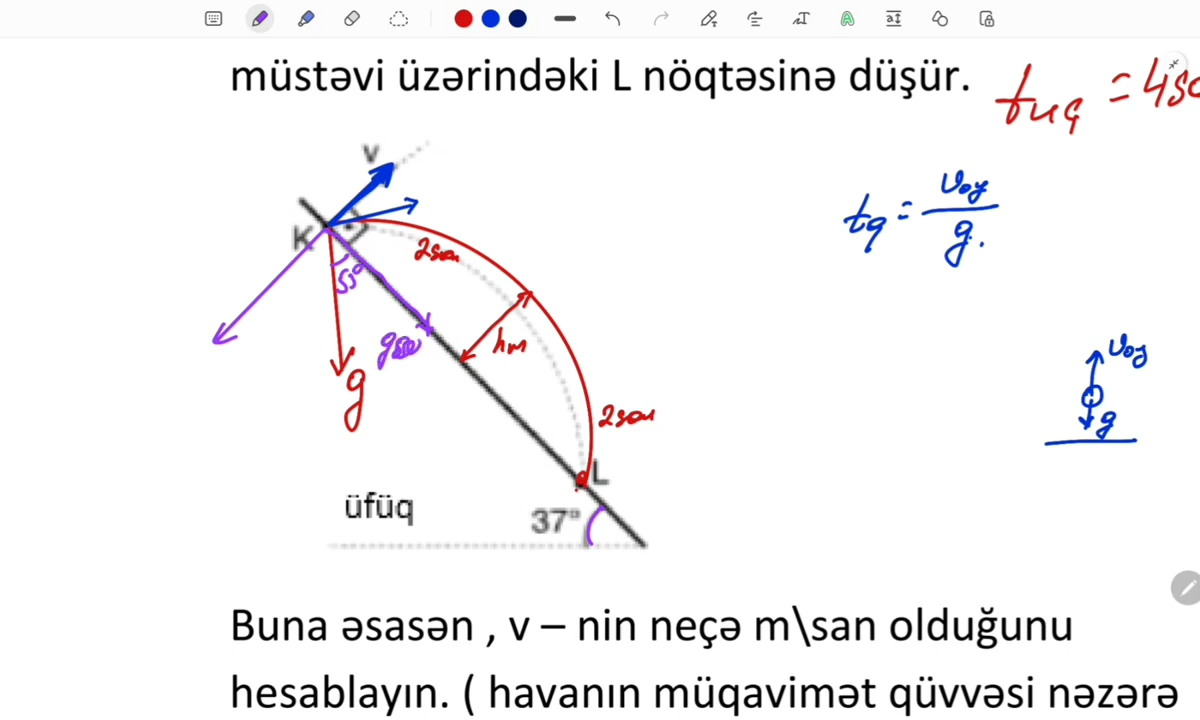 müstəvi üzərindəki L nöqtəsinə düşür.
tuç = 4sa
v
K
2san
53°
hm
g
2san
L
üfüq
37°
tq = v₀y / g.
v₀y
g
Buna əsasən , v – nin neçə m\san olduğunu
hesablayın. ( havanın müqavimət qüvvəsi nəzərə